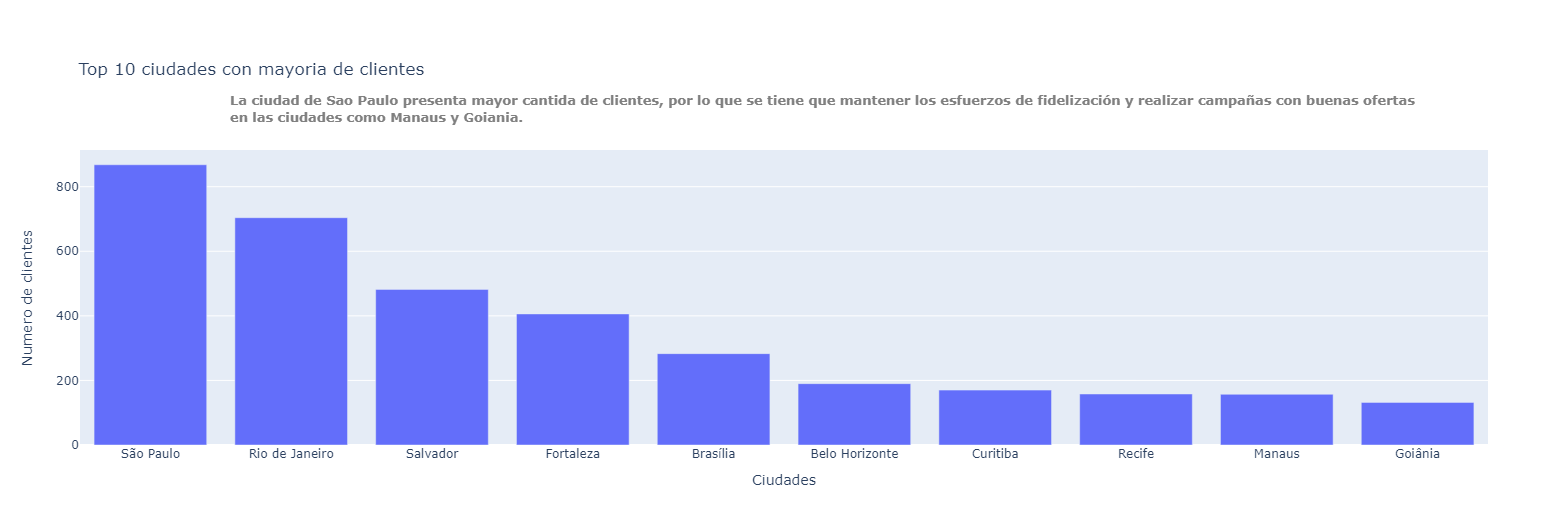 Top 10 ciudades con mayoria de clientes
La ciudad de Sao Paulo presenta mayor cantida de clientes, por lo que se tiene que mantener los esfuerzos de fidelización y realizar campañas con buenas ofertas
en las ciudades como Manaus y Goiania.
Numero de clientes
800
600
400
200
0
São Paulo Rio de Janeiro Salvador Fortaleza Brasília Belo Horizonte Curitiba Recife Manaus Goiânia
Ciudades